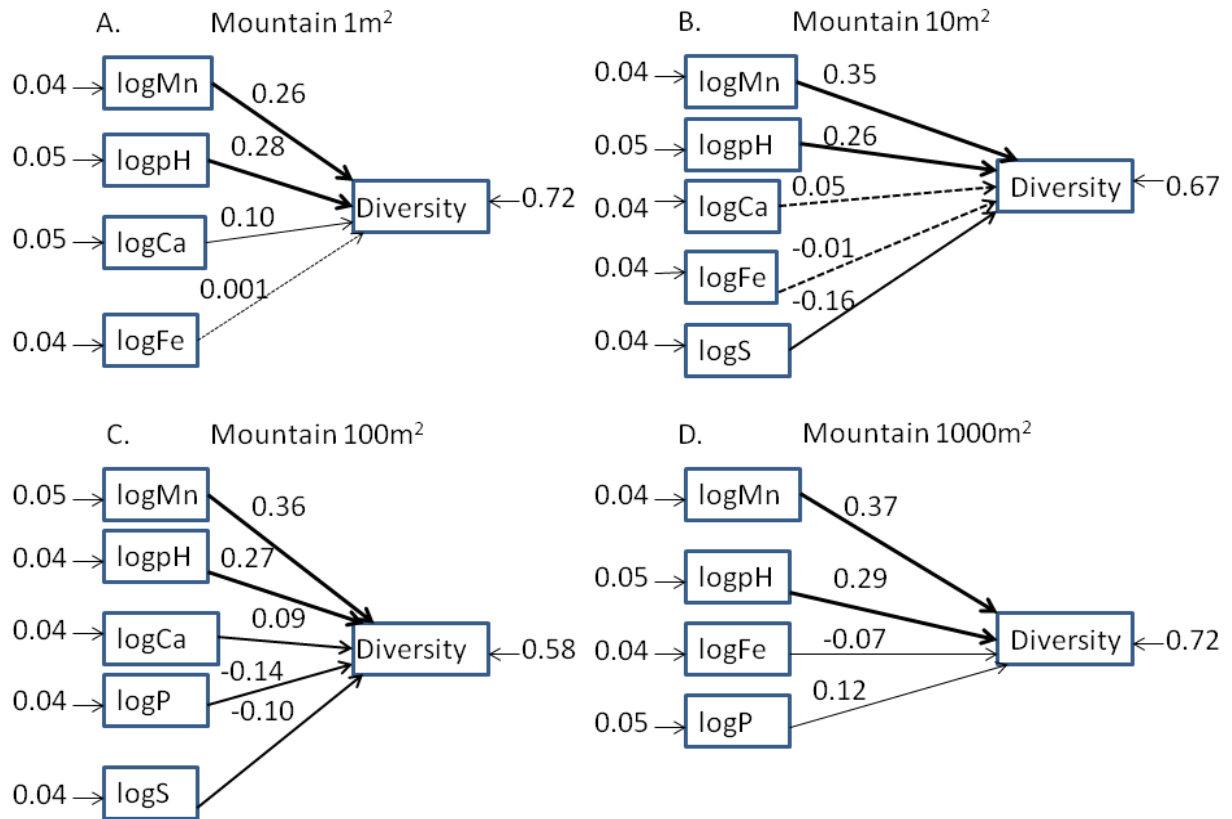 A. Mountain 1m²
0.04 logMn 0.26
0.05 logpH 0.28
0.05 logCa 0.10
0.04 logFe 0.001
Diversity 0.72
B. Mountain 10m²
0.04 logMn 0.35
0.05 logpH 0.26
0.04 logCa 0.05
0.04 logFe -0.01
0.04 logS -0.16
Diversity 0.67
C. Mountain 100m²
0.05 logMn 0.36
0.04 logpH 0.27
0.04 logCa 0.09
0.04 logP -0.14
0.04 logS -0.10
Diversity 0.58
D. Mountain 1000m²
0.04 logMn 0.37
0.05 logpH 0.29
0.04 logFe -0.07
0.05 logP 0.12
Diversity 0.72